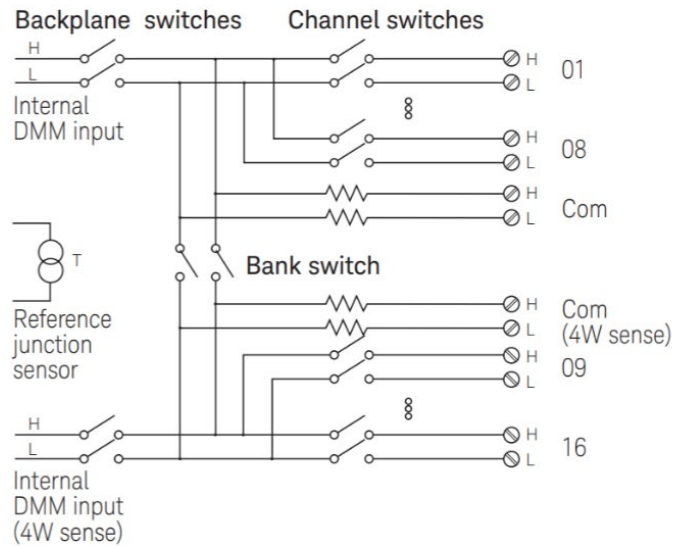 Backplane switches
Channel switches
H
L
Internal
DMM input
H
L
01
H
L
08
H
L
Com
T
Reference
junction
sensor
Bank switch
H
L
Com
(4W sense)
H
L
09
H
L
Internal
DMM input
(4W sense)
H
L
16